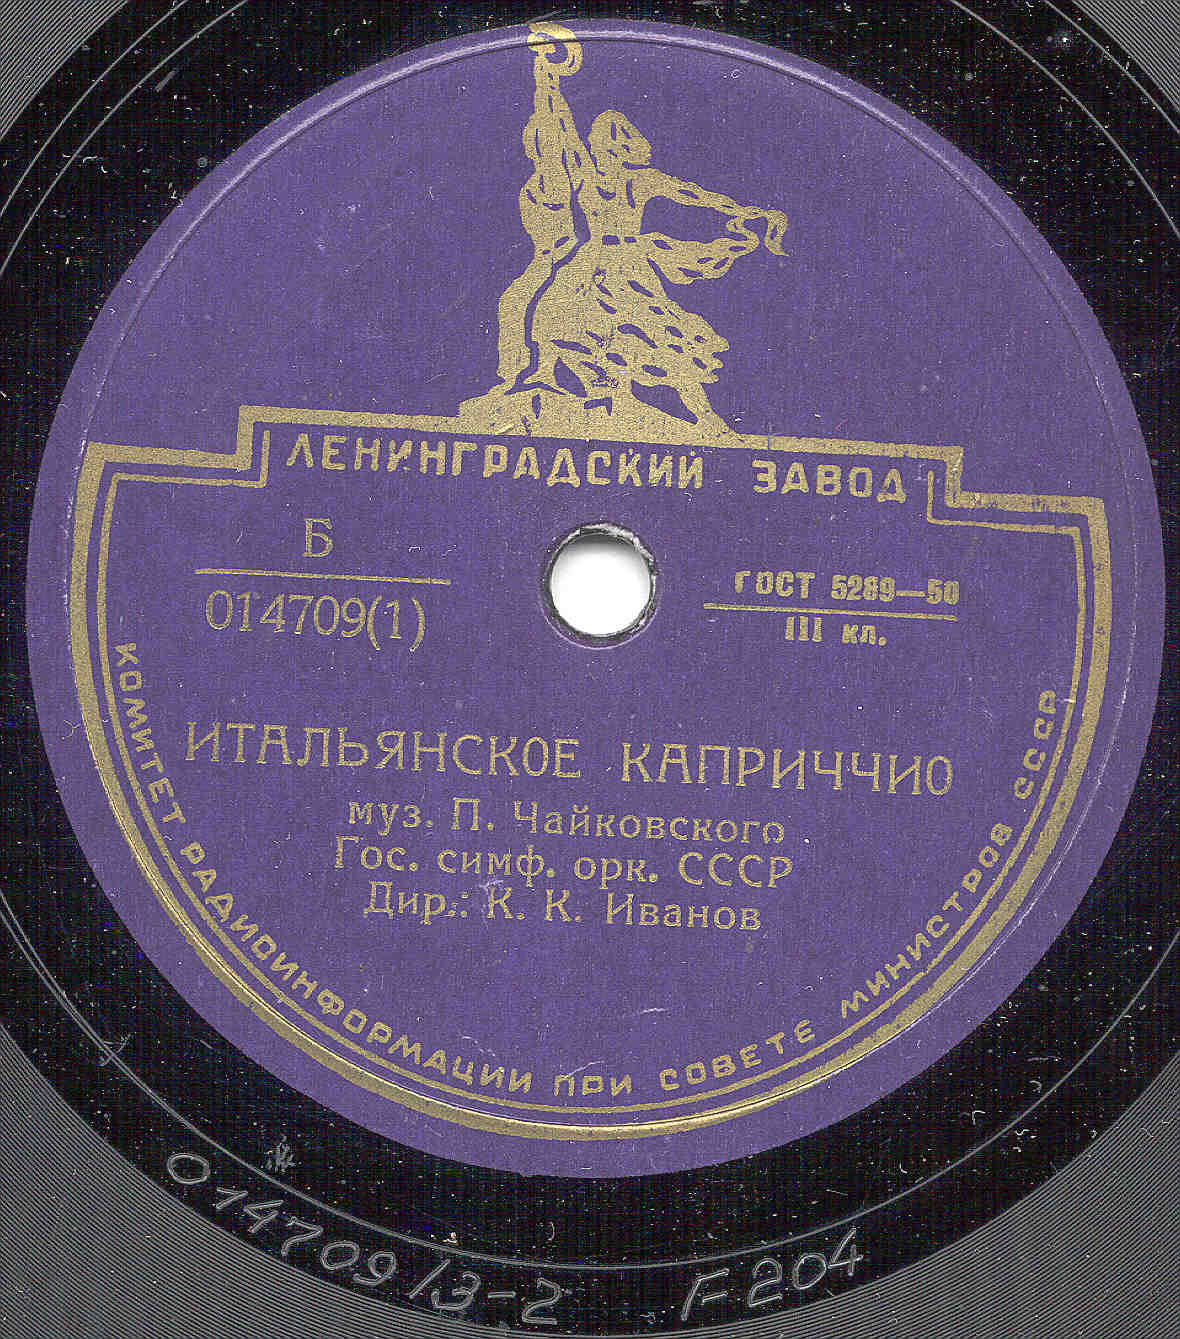 ЛЕНИНГРАДСКИЙ ЗАВОД
Б
014709(1)
ГОСТ 5289—50
III кл.
ИТАЛЬЯНСКОЕ КАПРИЧЧИО
муз. П. Чайковского
Гос. симф. орк. СССР
Дир.: К. К. Иванов
КОМИТЕТ РАДИОИНФОРМАЦИИ ПРИ СОВЕТЕ МИНИСТРОВ СССР
014709/3-2 F204